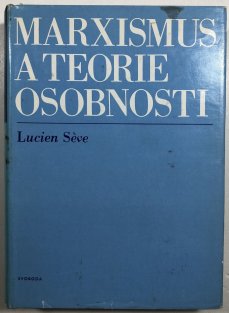 MARXISMUS
A TEORIE
OSOBNOSTI
Lucien Sève
SVOBODA